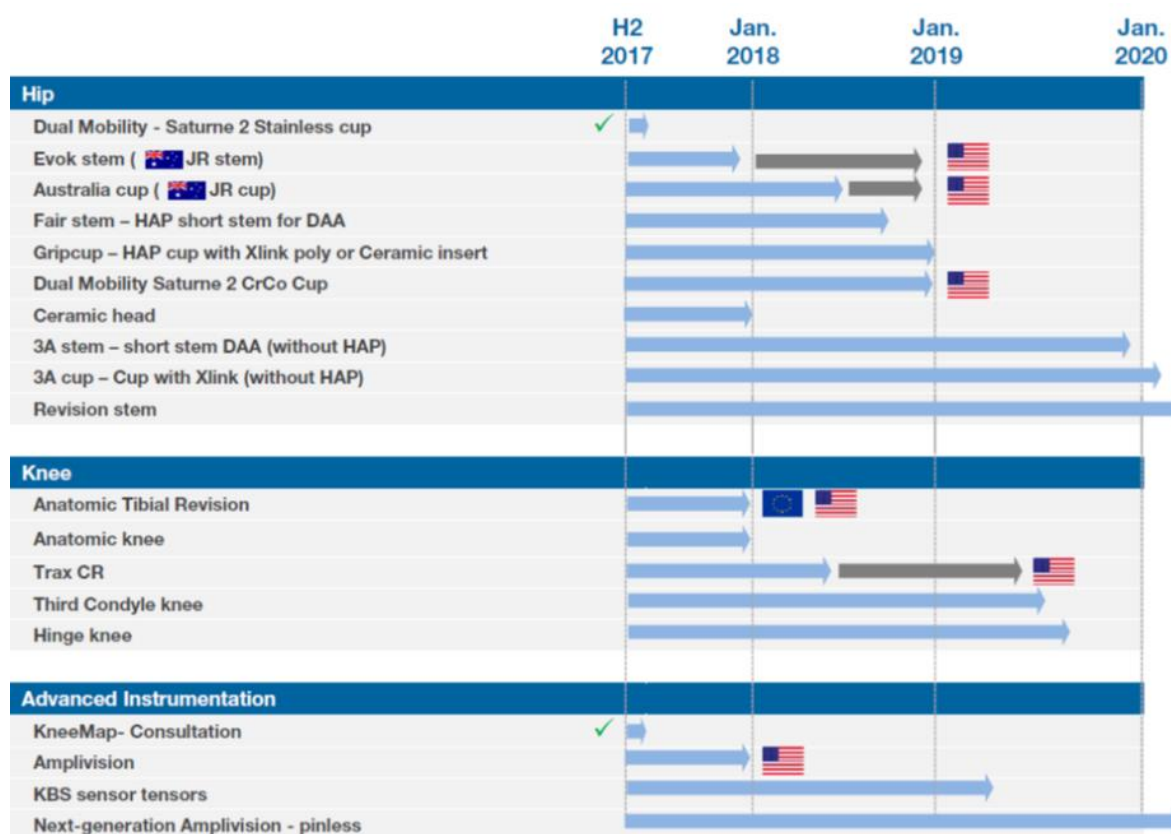 H2 Jan. Jan. Jan.
2017 2018 2019 2020
Hip
Dual Mobility - Saturne 2 Stainless cup
Evok stem ( JR stem)
Australia cup ( JR cup)
Fair stem – HAP short stem for DAA
Gripcup – HAP cup with Xlink poly or Ceramic insert
Dual Mobility Saturne 2 CrCo Cup
Ceramic head
3A stem – short stem DAA (without HAP)
3A cup – Cup with Xlink (without HAP)
Revision stem
Knee
Anatomic Tibial Revision
Anatomic knee
Trax CR
Third Condyle knee
Hinge knee
Advanced Instrumentation
KneeMap- Consultation
Amplivision
KBS sensor tensors
Next-generation Amplivision - pinless